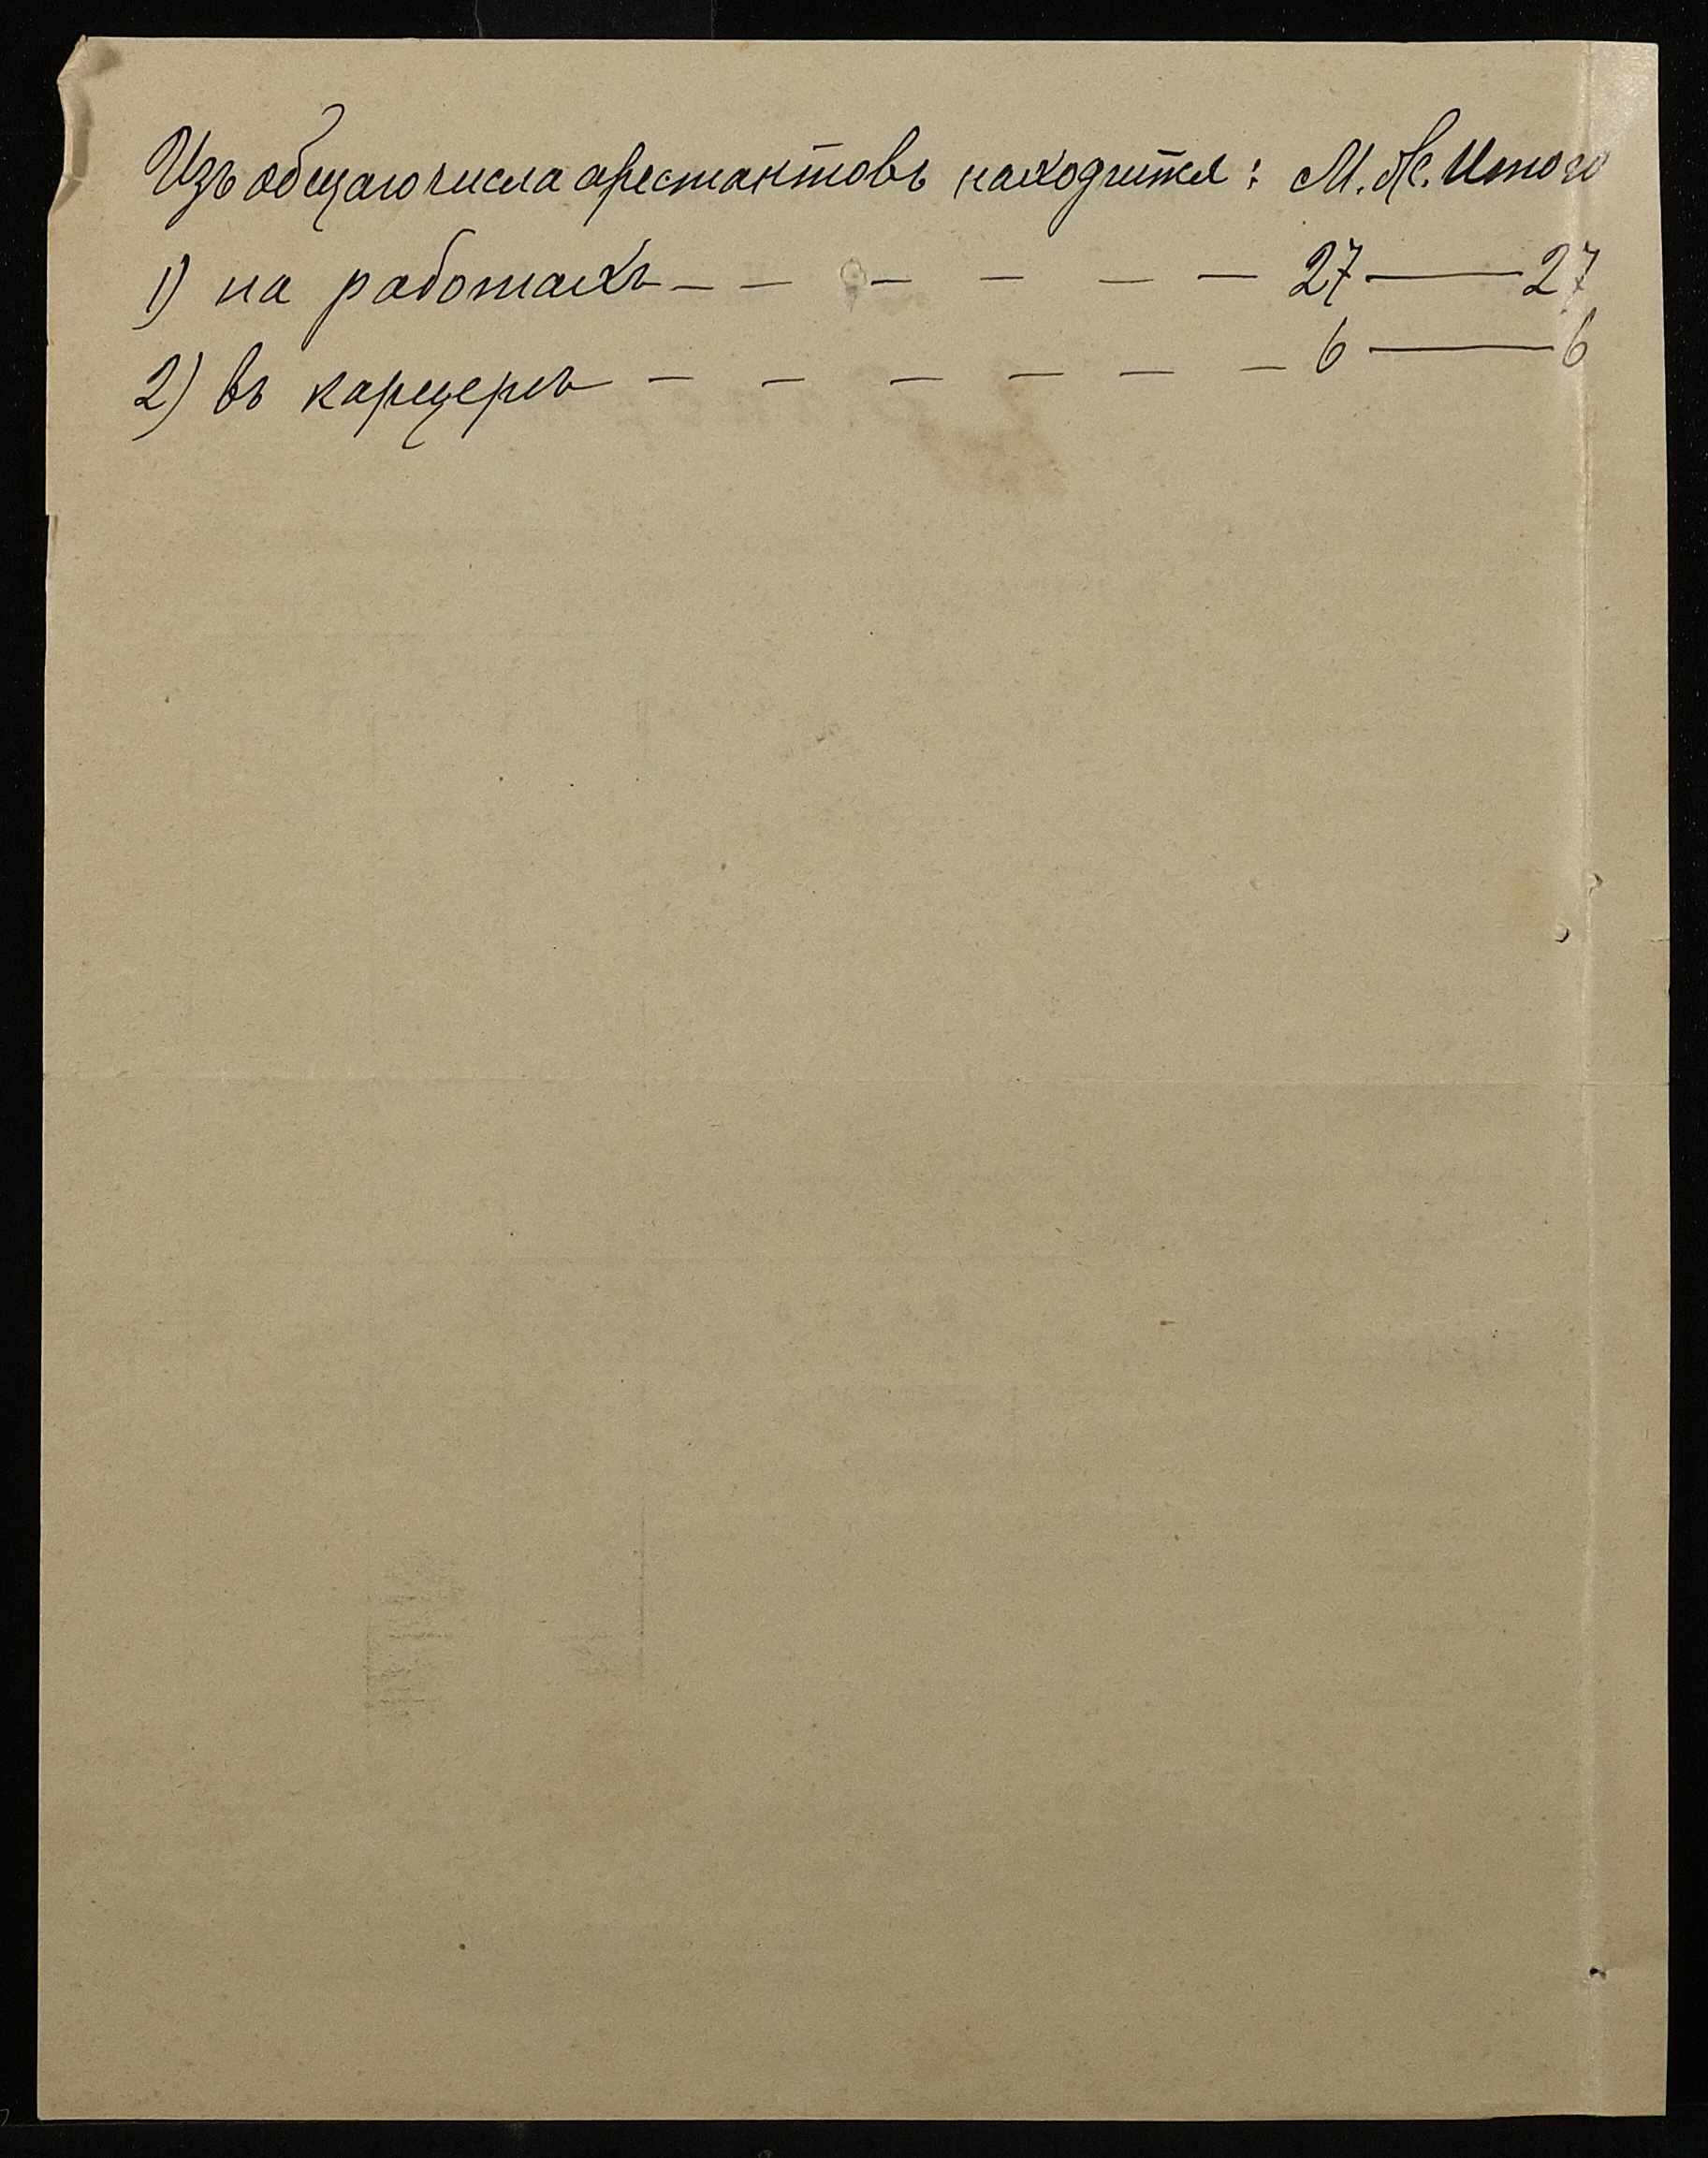 Изъ общаго числа арестантовъ находится: М. Ж. Итого
1) на работахъ - - - - - - 27 — 27
2) въ карцерѣ - - - - - - 6 — 6